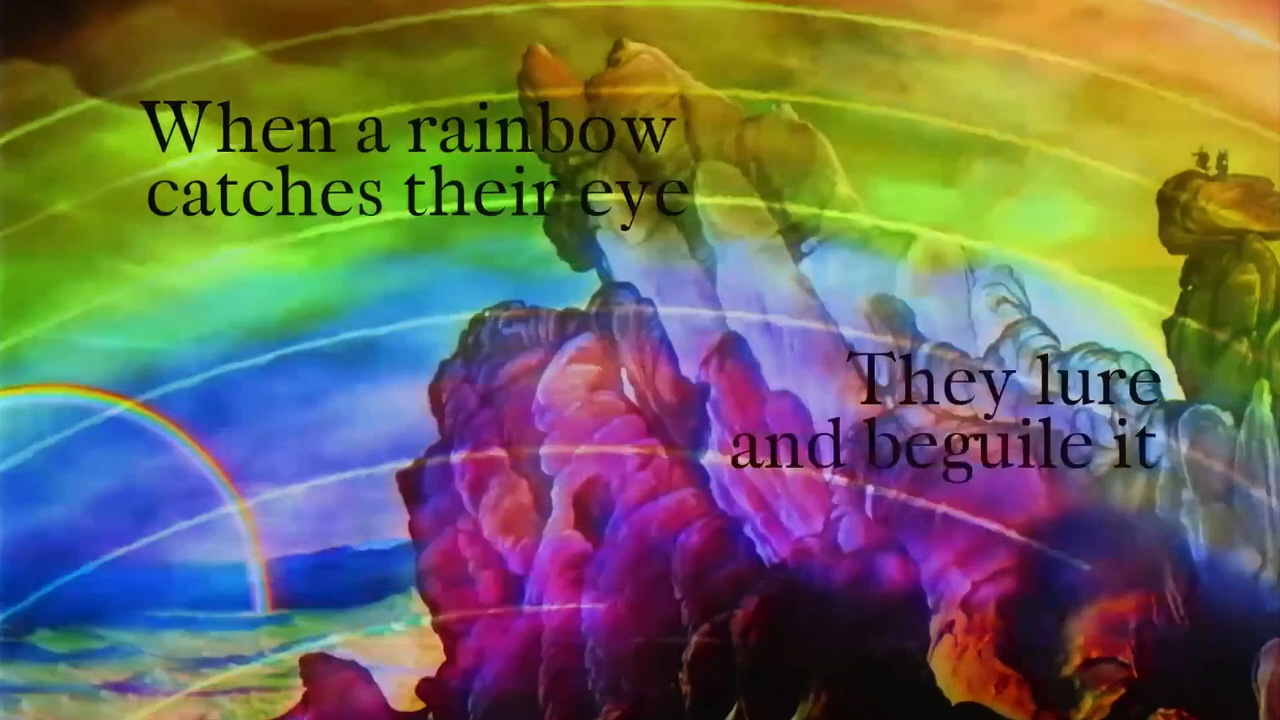 When a rainbow
catches their eye
They lure
and beguile it